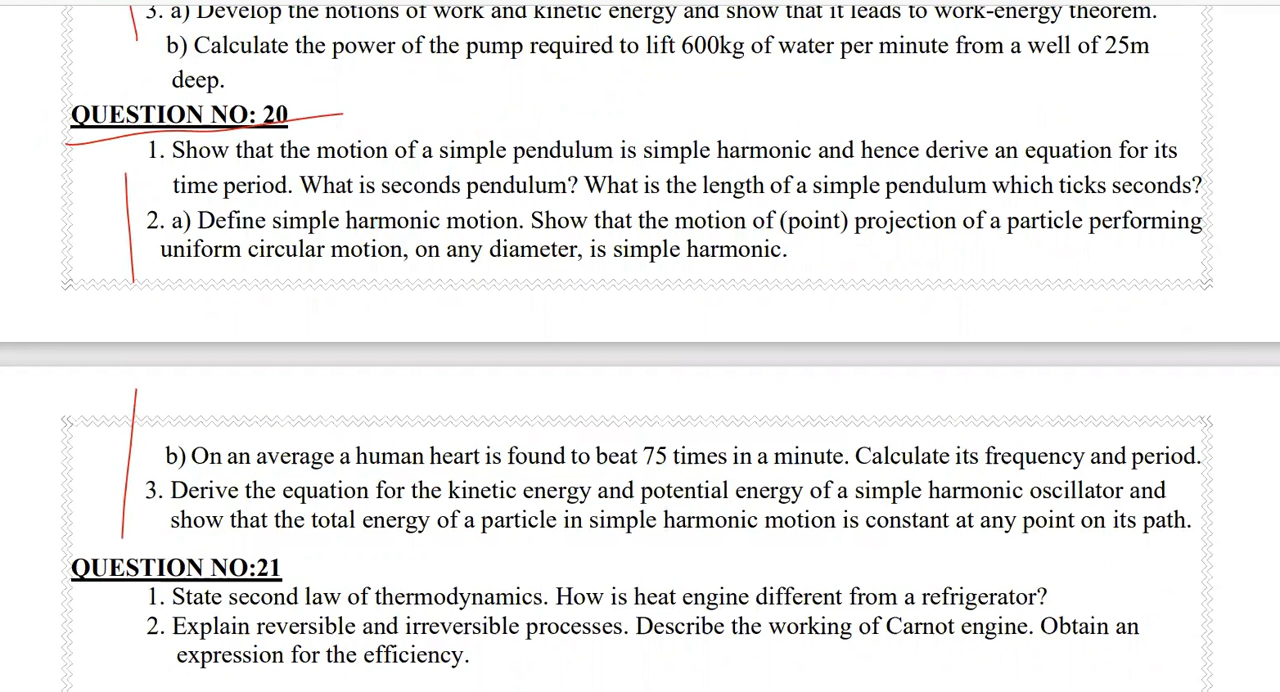 3. a) Develop the notions of work and kinetic energy and show that it leads to work-energy theorem.
b) Calculate the power of the pump required to lift 600kg of water per minute from a well of 25m
deep.
QUESTION NO: 20
1. Show that the motion of a simple pendulum is simple harmonic and hence derive an equation for its
time period. What is seconds pendulum? What is the length of a simple pendulum which ticks seconds?
2. a) Define simple harmonic motion. Show that the motion of (point) projection of a particle performing
uniform circular motion, on any diameter, is simple harmonic.
b) On an average a human heart is found to beat 75 times in a minute. Calculate its frequency and period.
3. Derive the equation for the kinetic energy and potential energy of a simple harmonic oscillator and
show that the total energy of a particle in simple harmonic motion is constant at any point on its path.
QUESTION NO:21
1. State second law of thermodynamics. How is heat engine different from a refrigerator?
2. Explain reversible and irreversible processes. Describe the working of Carnot engine. Obtain an
expression for the efficiency.